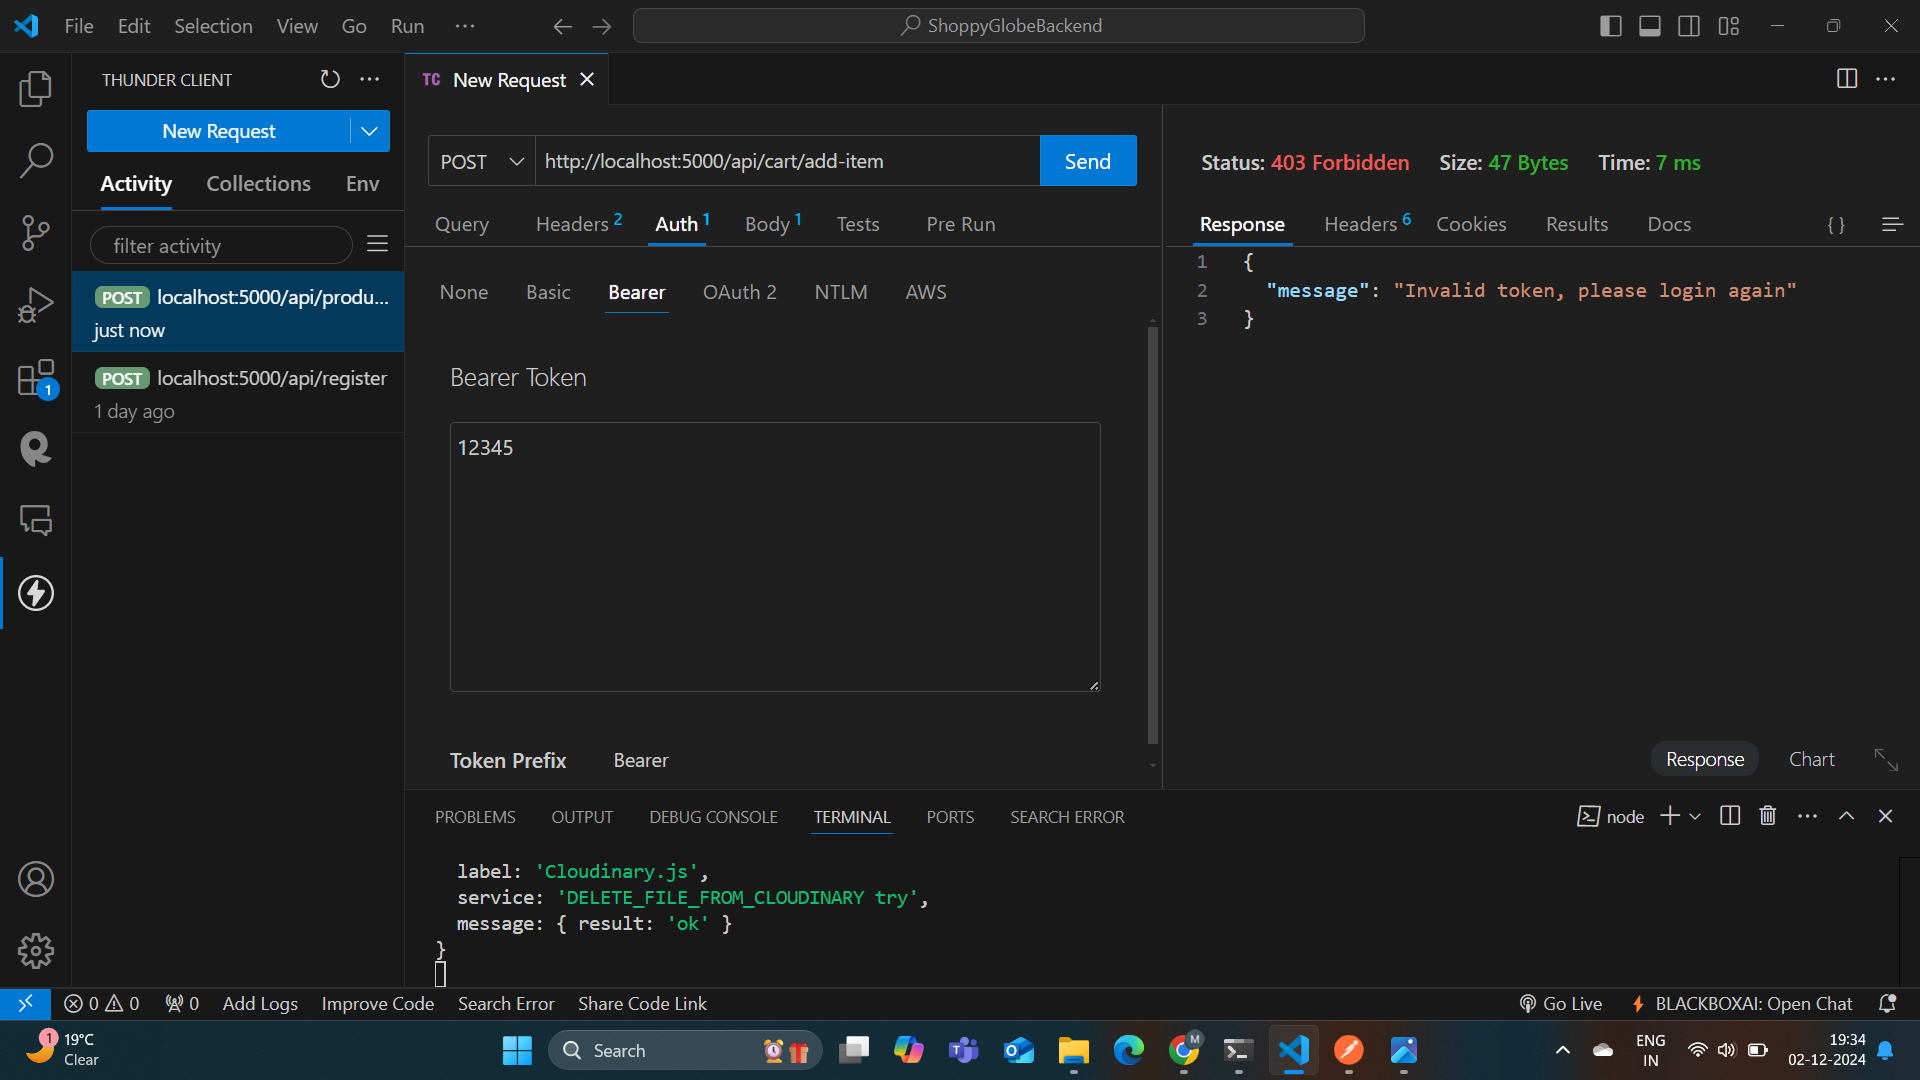 File Edit Selection View Go Run ···
ShoppyGlobeBackend
THUNDER CLIENT
New Request
Activity Collections Env
filter activity
POST localhost:5000/api/produ...
just now
POST localhost:5000/api/register
1 day ago
1
TC New Request
POST http://localhost:5000/api/cart/add-item Send
Query Headers 2 Auth 1 Body 1 Tests Pre Run
None Basic Bearer OAuth 2 NTLM AWS
Bearer Token
12345
Token Prefix Bearer
Status: 403 Forbidden Size: 47 Bytes Time: 7 ms
Response Headers 6 Cookies Results Docs { }
1 {
2 "message": "Invalid token, please login again"
3 }
Response Chart
PROBLEMS OUTPUT DEBUG CONSOLE TERMINAL PORTS SEARCH ERROR
node
label: 'Cloudinary.js',
service: 'DELETE_FILE_FROM_CLOUDINARY try',
message: { result: 'ok' }
}
0 0 0 Add Logs Improve Code Search Error Share Code Link
Go Live BLACKBOXAI: Open Chat
1 19°C
Clear
Search
M
ENG
IN
19:34
02-12-2024